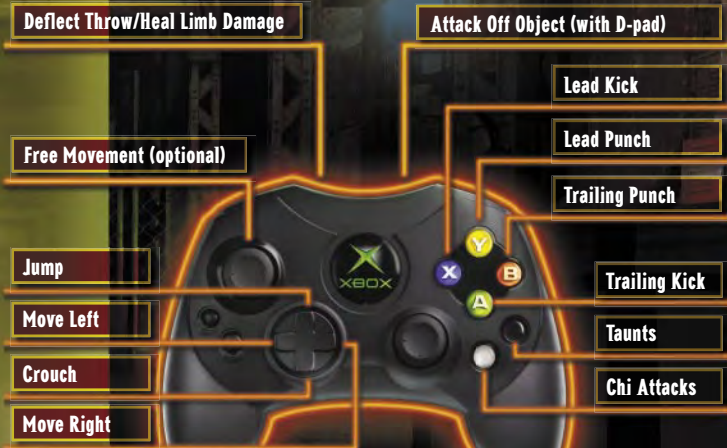 Deflect Throw/Heal Limb Damage
Attack Off Object (with D-pad)
Lead Kick
Lead Punch
Free Movement (optional)
Trailing Punch
Y
X
B
A
XBOX
Jump
Trailing Kick
Move Left
Taunts
Crouch
Chi Attacks
Move Right